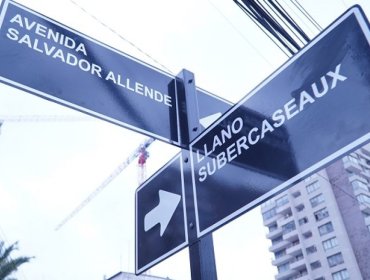 AVENIDA
SALVADOR ALLENDE
LLANO
SUBERCASEAUX